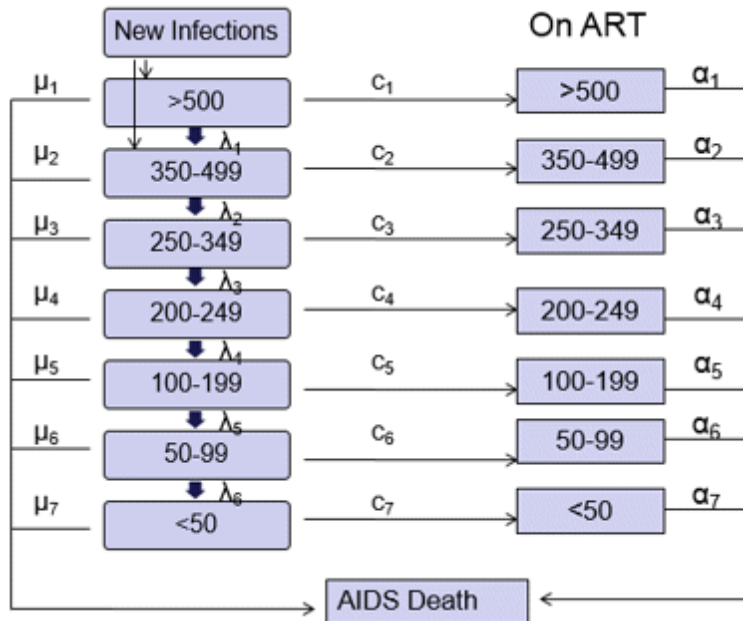 New Infections
On ART
μ1 >500 c1 >500 α1
λ1
μ2 350-499 c2 350-499 α2
λ2
μ3 250-349 c3 250-349 α3
λ3
μ4 200-249 c4 200-249 α4
λ4
μ5 100-199 c5 100-199 α5
λ5
μ6 50-99 c6 50-99 α6
λ6
μ7 <50 c7 <50 α7
AIDS Death